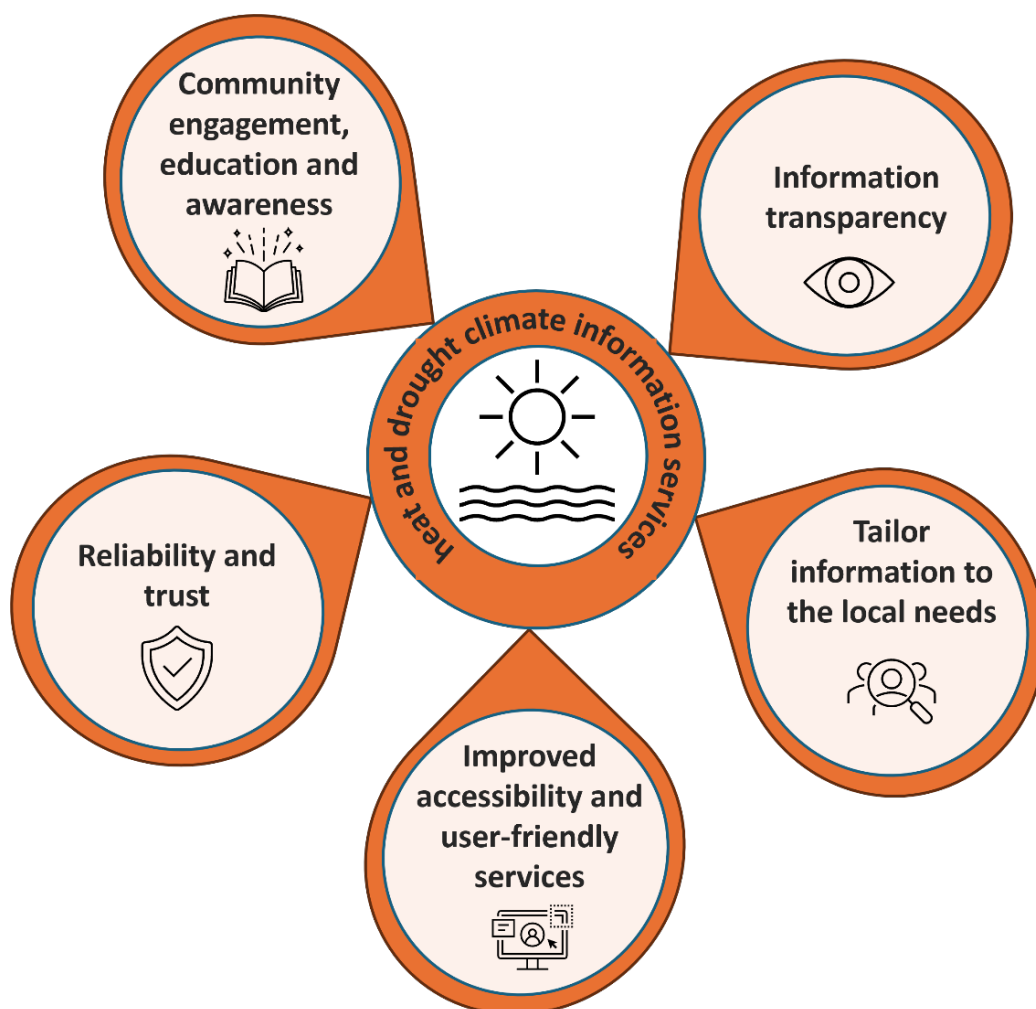 Community
engagement,
education and
awareness
Information
transparency
heat and drought climate information services
Reliability and
trust
Tailor
information to
the local needs
Improved
accessibility and
user-friendly
services